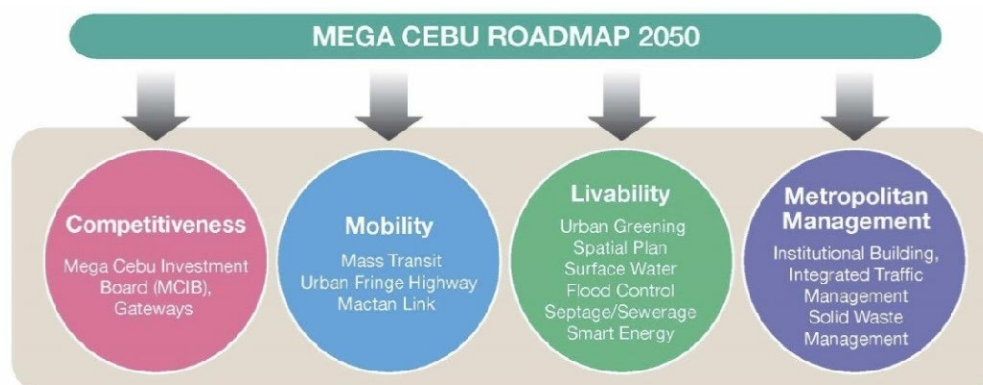 MEGA CEBU ROADMAP 2050
Competitiveness
Mega Cebu Investment
Board (MCIB),
Gateways
Mobility
Mass Transit
Urban Fringe Highway
Mactan Link
Livability
Urban Greening
Spatial Plan
Surface Water
Flood Control
Septage/Sewerage
Smart Energy
Metropolitan
Management
Institutional Building,
Integrated Traffic
Management
Solid Waste
Management